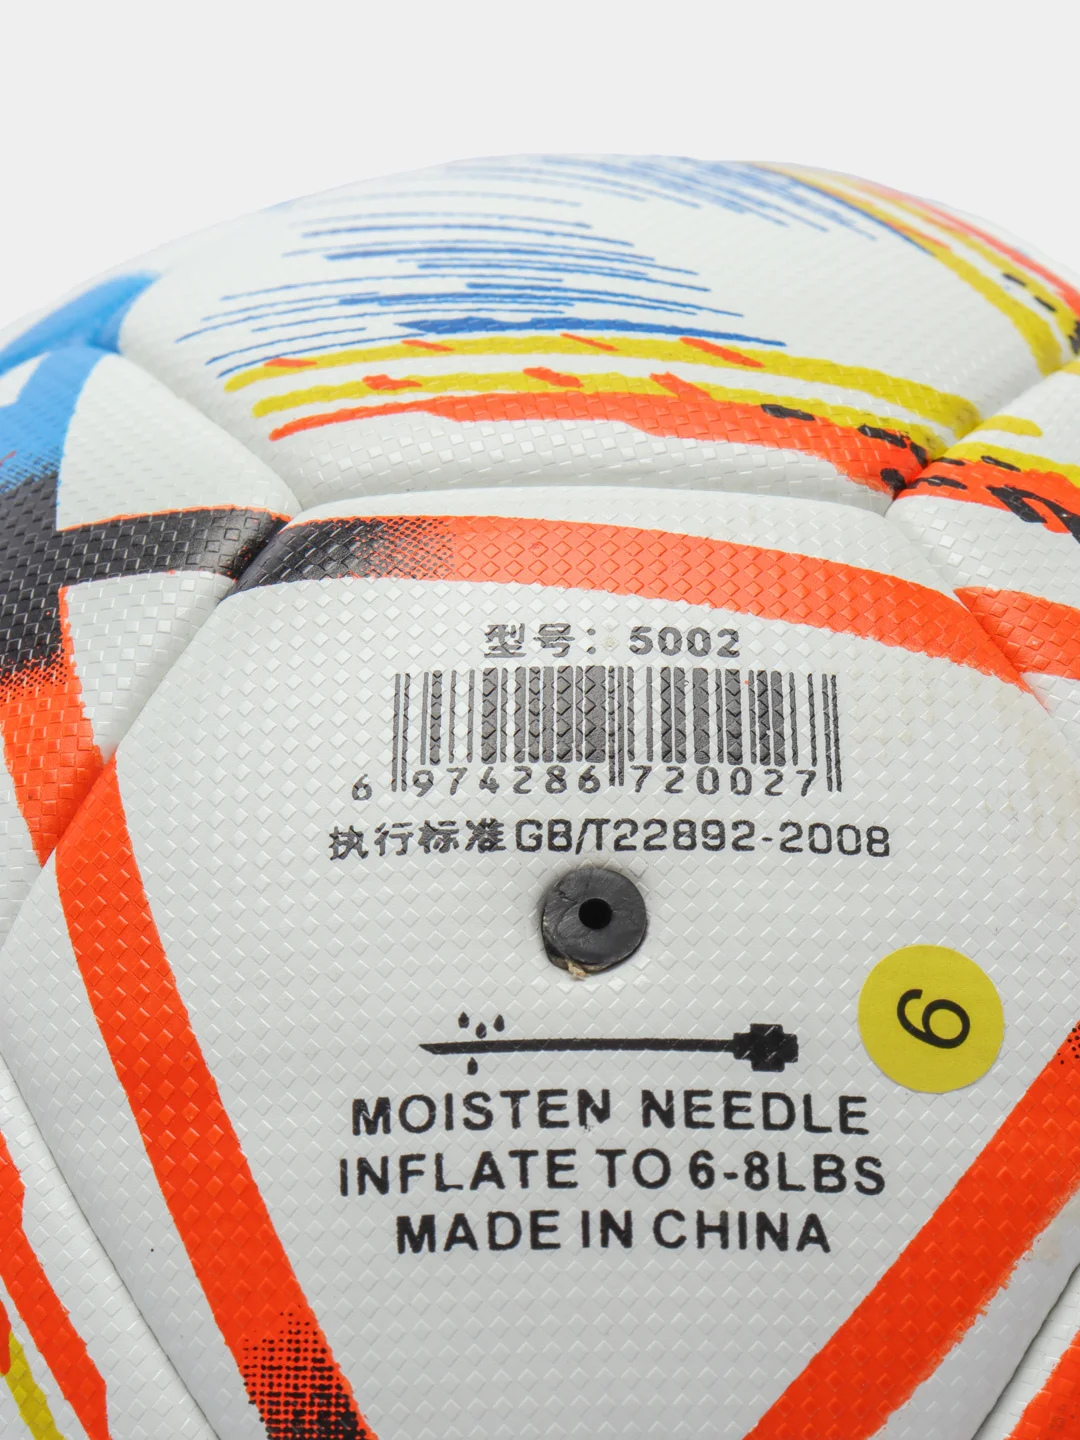 型号：5002
6 974286 720027
执行标准GB/T22892-2008
6
MOISTEN NEEDLE
INFLATE TO 6-8LBS
MADE IN CHINA